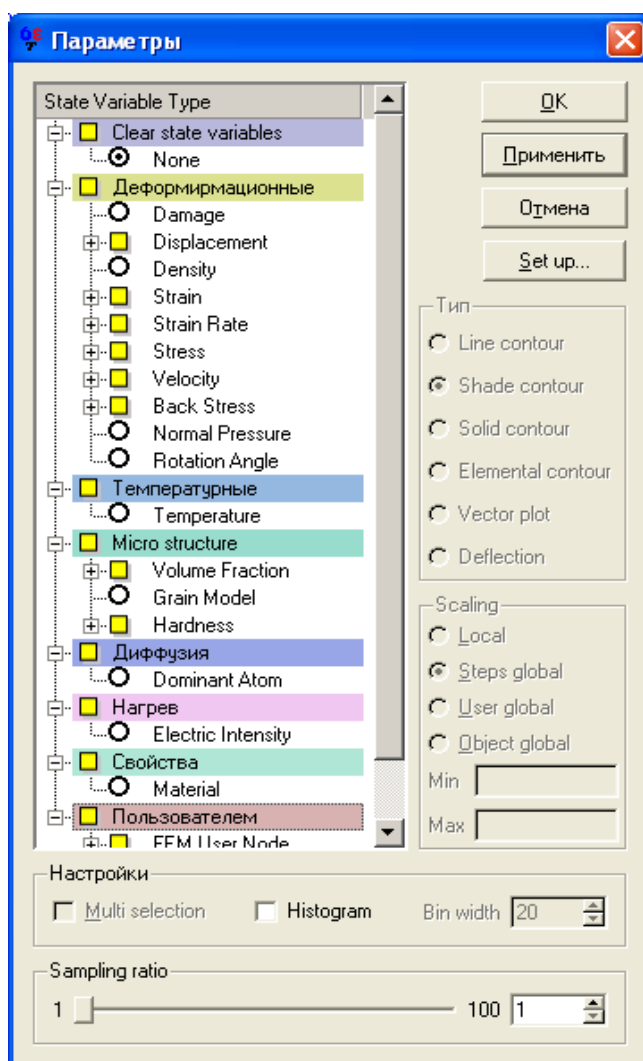 Параметры
State Variable Type
Clear state variables
None
Деформирмационные
Damage
Displacement
Density
Strain
Strain Rate
Stress
Velocity
Back Stress
Normal Pressure
Rotation Angle
Температурные
Temperature
Micro structure
Volume Fraction
Grain Model
Hardness
Диффузия
Dominant Atom
Нагрев
Electric Intensity
Свойства
Material
Пользователем
FEM User Node
OK
Применить
Отмена
Set up...
Тип
Line contour
Shade contour
Solid contour
Elemental contour
Vector plot
Deflection
Scaling
Local
Steps global
User global
Object global
Min
Max
Настройки
Multi selection Histogram Bin width 20
Sampling ratio
1 100 1